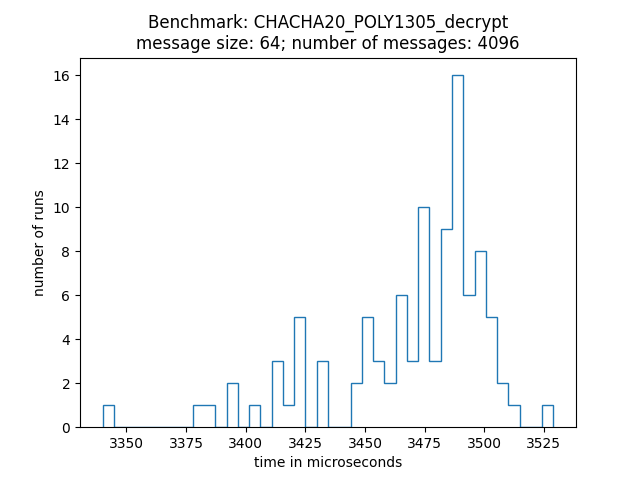 Benchmark: CHACHA20_POLY1305_decrypt
message size: 64; number of messages: 4096
16
14
12
10
8
6
4
2
0
number of runs
3350 3375 3400 3425 3450 3475 3500 3525
time in microseconds